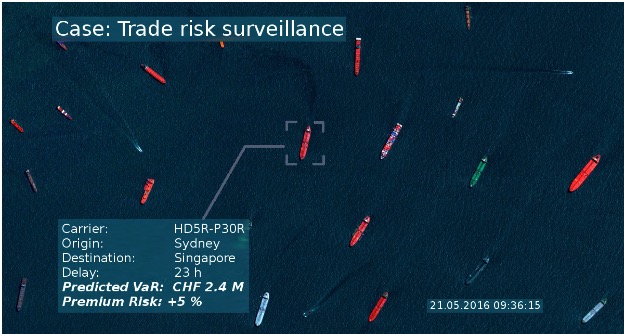 Case: Trade risk surveillance
Carrier: HD5R-P30R
Origin: Sydney
Destination: Singapore
Delay: 23 h
Predicted VaR: CHF 2.4 M
Premium Risk: +5 %
21.05.2016 09:36:15